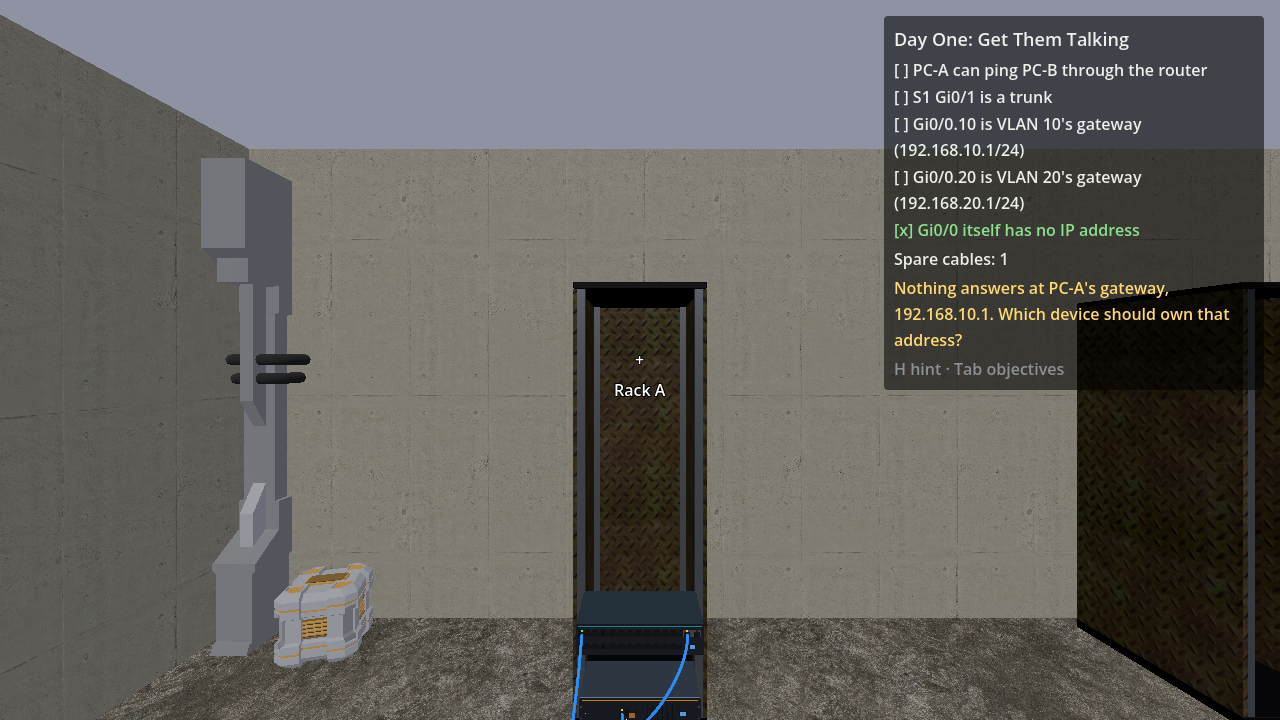 Day One: Get Them Talking
[ ] PC-A can ping PC-B through the router
[ ] S1 Gi0/1 is a trunk
[ ] Gi0/0.10 is VLAN 10's gateway
(192.168.10.1/24)
[ ] Gi0/0.20 is VLAN 20's gateway
(192.168.20.1/24)
[x] Gi0/0 itself has no IP address
Spare cables: 1
Nothing answers at PC-A's gateway,
192.168.10.1. Which device should own that
address?
H hint · Tab objectives
+
Rack A